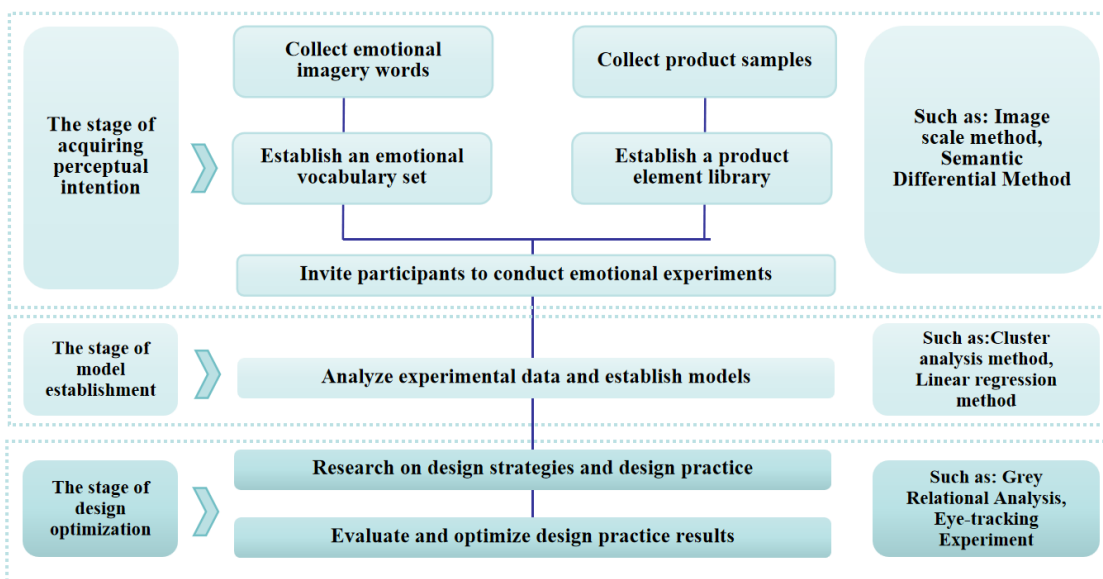 The stage of
acquiring
perceptual
intention
Collect emotional
imagery words
Collect product samples
Establish an emotional
vocabulary set
Establish a product
element library
Invite participants to conduct emotional experiments
Such as: Image
scale method,
Semantic
Differential Method
The stage of
model
establishment
Analyze experimental data and establish models
Such as:Cluster
analysis method,
Linear regression
method
The stage of
design
optimization
Research on design strategies and design practice
Evaluate and optimize design practice results
Such as: Grey
Relational Analysis,
Eye-tracking
Experiment